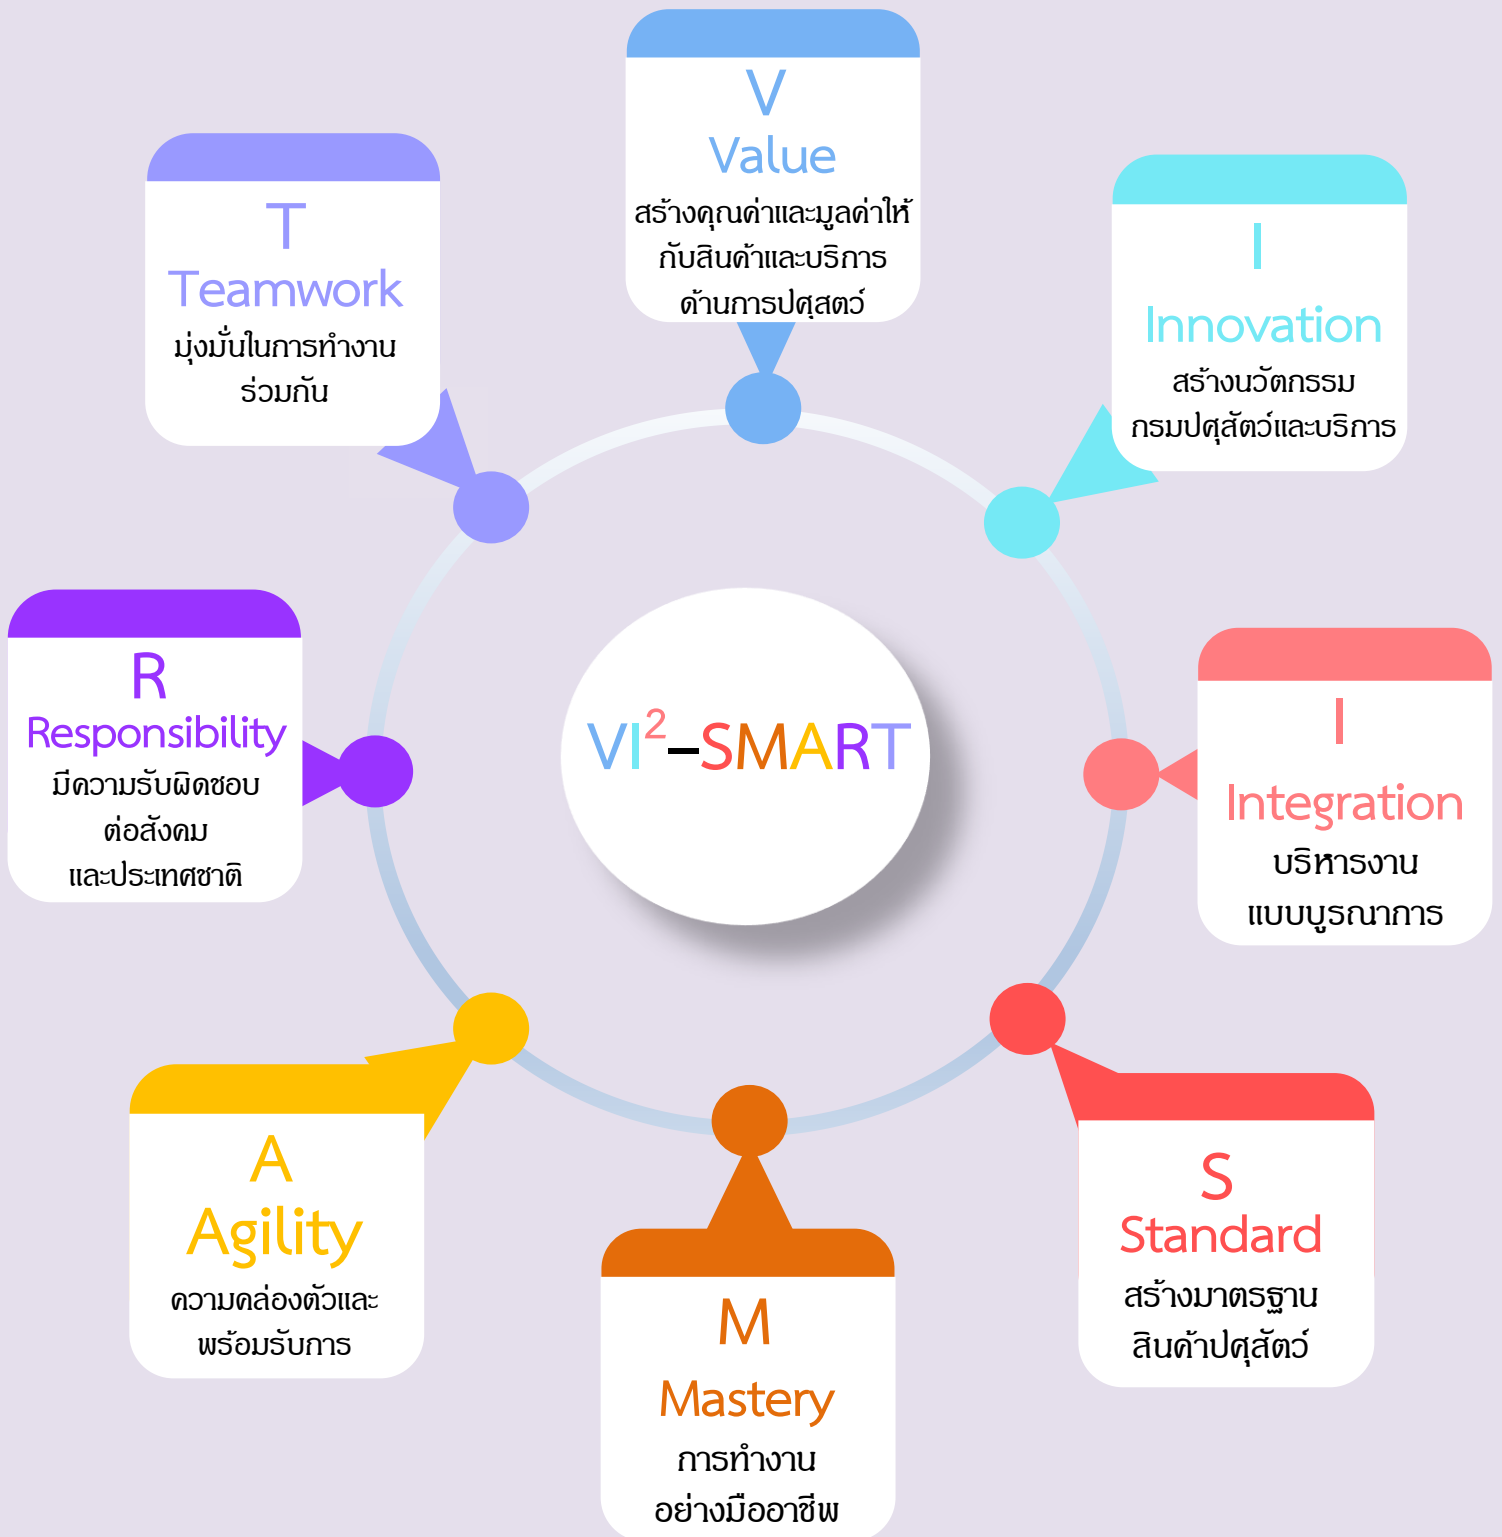 V
Value
สร้างคุณค่าและมูลค่าให้
กับสินค้าและบริการ
ด้านการปศุสตว์
I
Innovation
สร้างนวัตกรรม
กรมปศุสัตว์และบริการ
I
Integration
บริหารงาน
แบบบูรณาการ
S
Standard
สร้างมาตรฐาน
สินค้าปศุสัตว์
M
Mastery
การทำงาน
อย่างมืออาชีพ
A
Agility
ความคล่องตัวและ
พร้อมรับการ
R
Responsibility
มีความรับผิดชอบ
ต่อสังคม
และประเทศชาติ
T
Teamwork
มุ่งมั่นในการทำงาน
ร่วมกัน
VI²–SMART